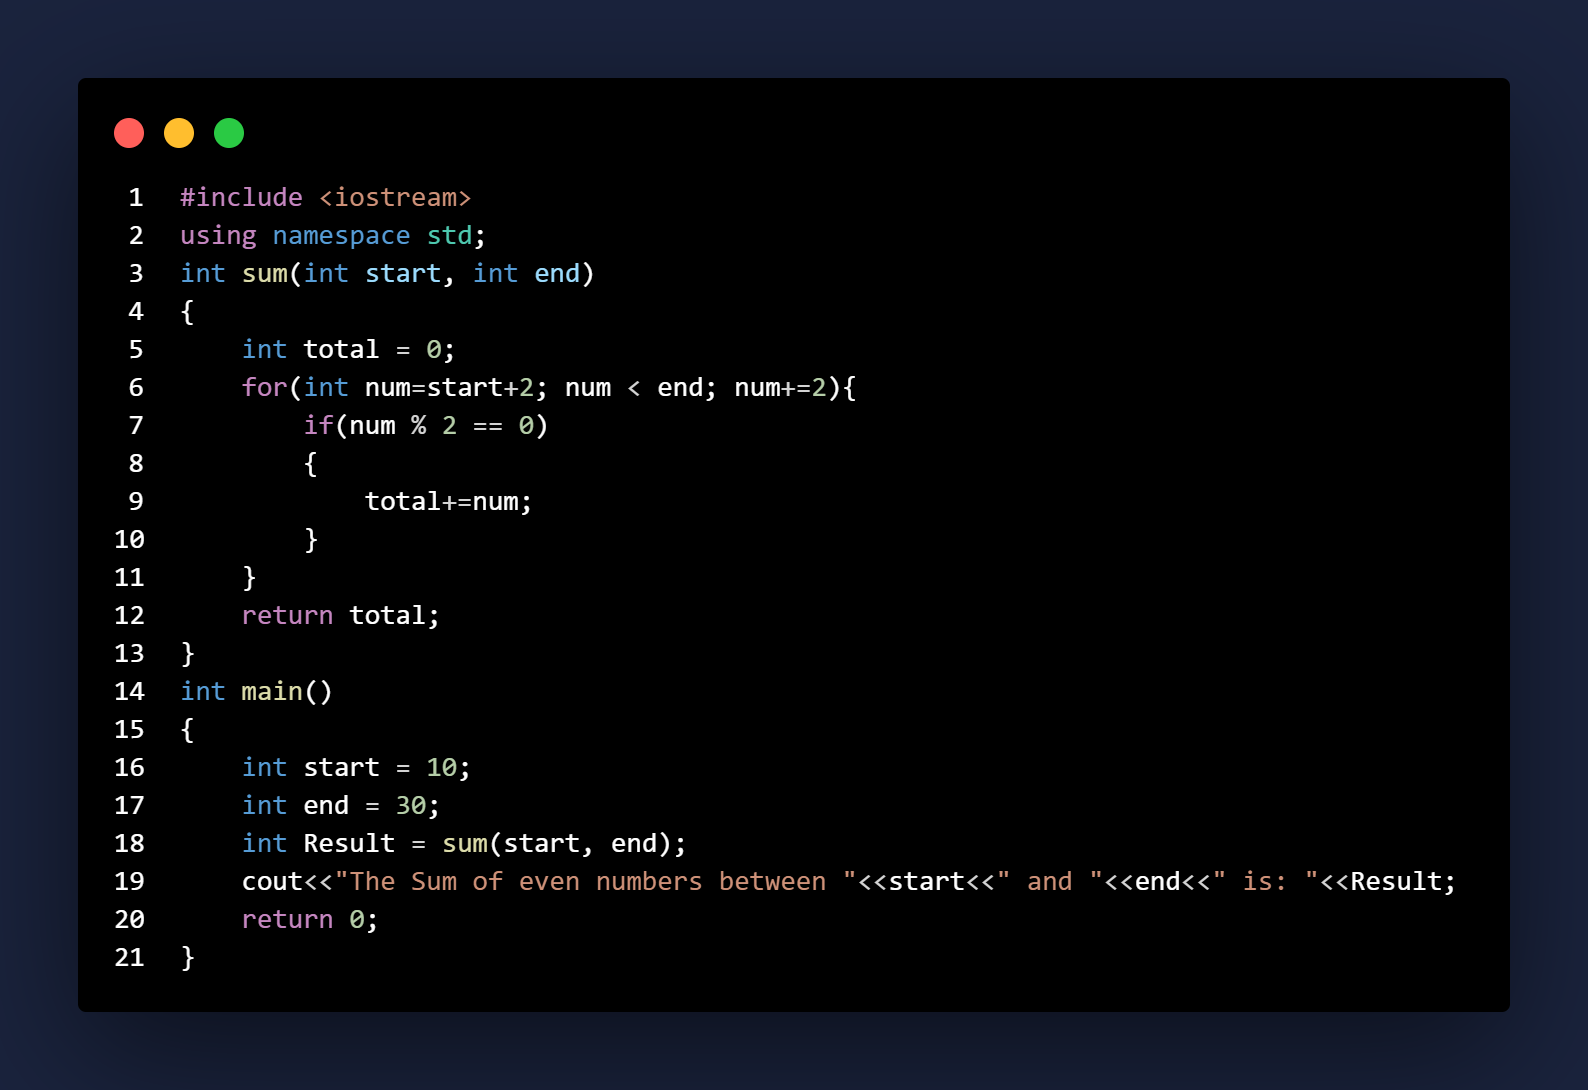 1 #include <iostream>
2 using namespace std;
3 int sum(int start, int end)
4 {
5     int total = 0;
6     for(int num=start+2; num < end; num+=2){
7         if(num % 2 == 0)
8         {
9             total+=num;
10         }
11     }
12     return total;
13 }
14 int main()
15 {
16     int start = 10;
17     int end = 30;
18     int Result = sum(start, end);
19     cout<<"The Sum of even numbers between "<<start<<" and "<<end<<" is: "<<Result;
20     return 0;
21 }